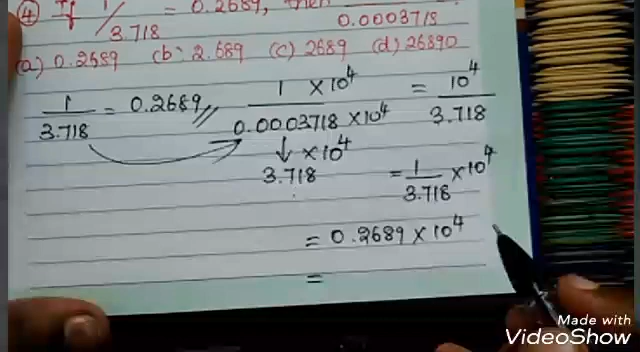 ④ If 1/3.718 = 0.2689, then
0.0003718
(a) 0.2689 (b) 2.689 (c) 2689 (d) 26890
1/3.718 = 0.2689,, 1 × 10⁴/0.0003718 × 10⁴ = 10⁴/3.718
↓ × 10⁴
3.718 = 1/3.718 × 10⁴
= 0.2689 × 10⁴
=
Made with
VideoShow